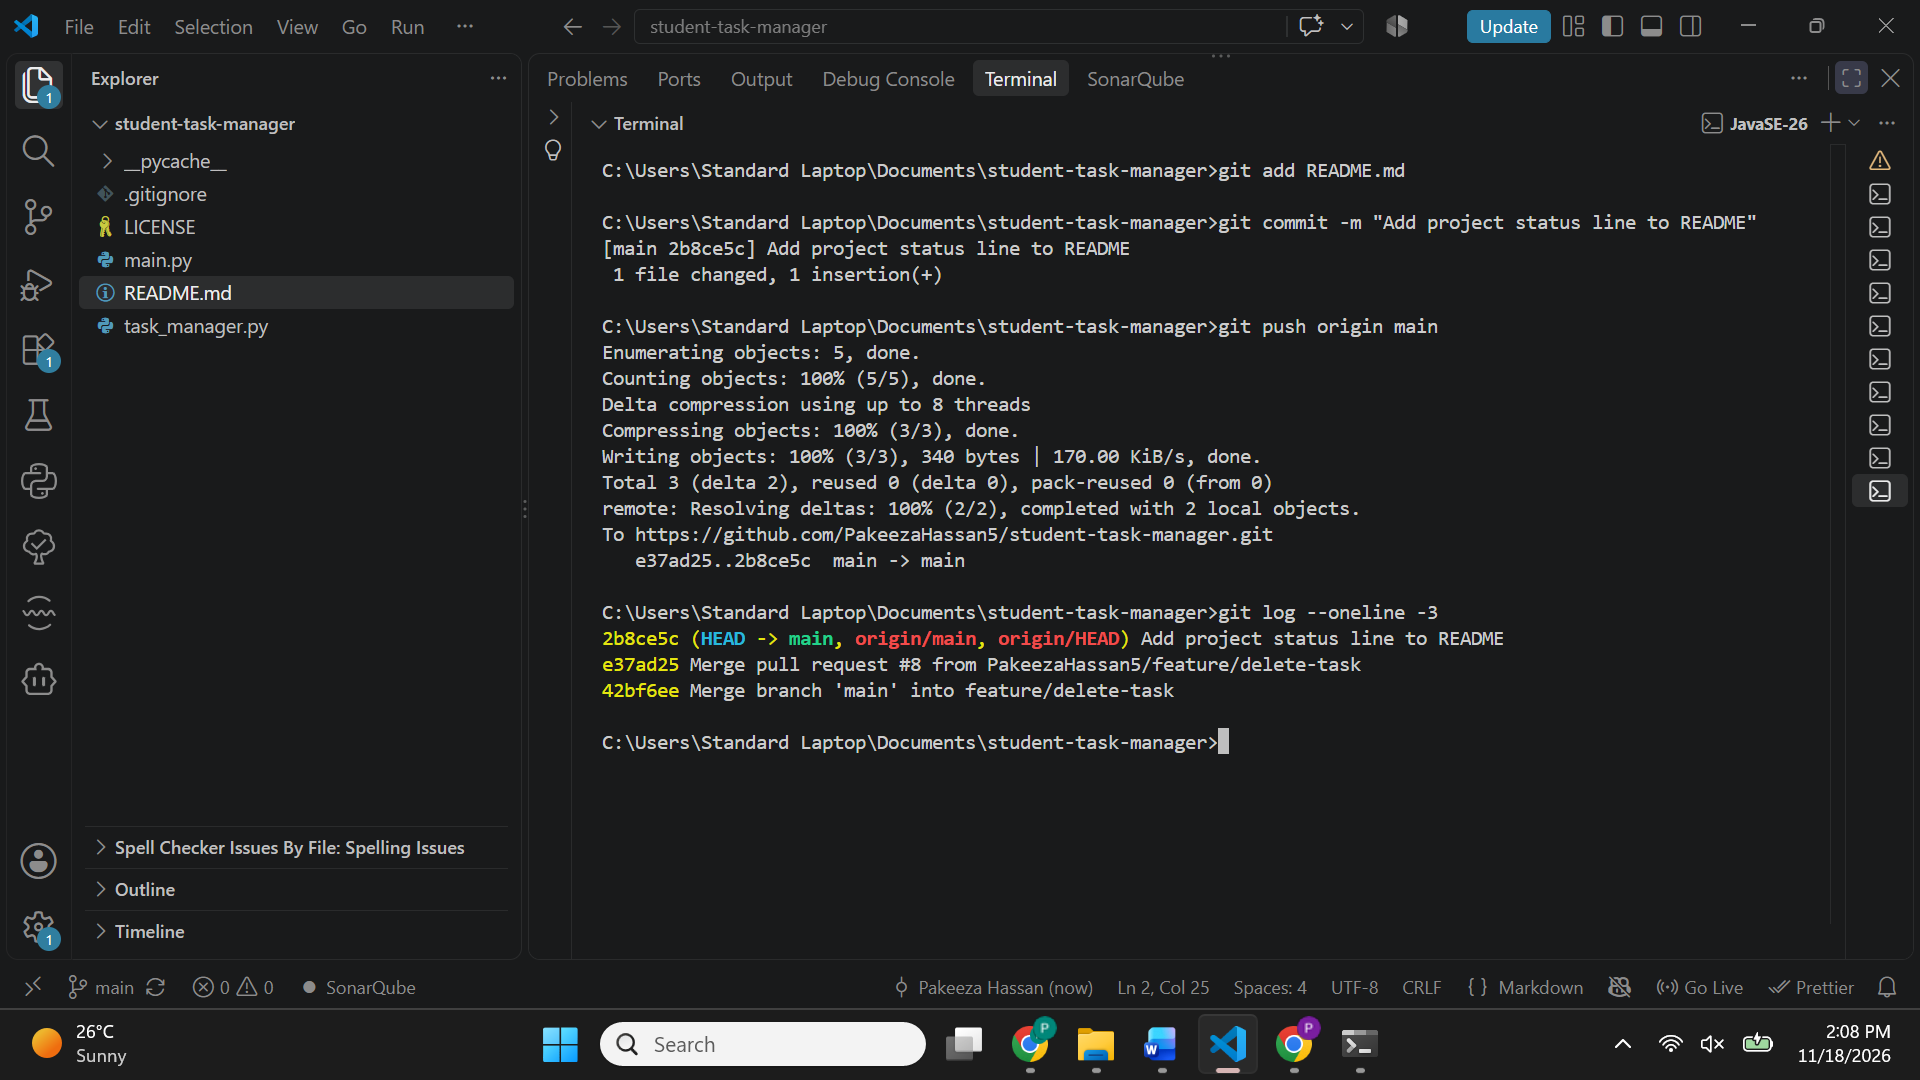 File Edit Selection View Go Run ···
student-task-manager
Update
Explorer
student-task-manager
__pycache__
.gitignore
LICENSE
main.py
README.md
task_manager.py
Spell Checker Issues By File: Spelling Issues
Outline
Timeline
1
1
1
Problems Ports Output Debug Console Terminal SonarQube
Terminal
JavaSE-26
C:\Users\Standard Laptop\Documents\student-task-manager>git add README.md
C:\Users\Standard Laptop\Documents\student-task-manager>git commit -m "Add project status line to README"
[main 2b8ce5c] Add project status line to README
1 file changed, 1 insertion(+)
C:\Users\Standard Laptop\Documents\student-task-manager>git push origin main
Enumerating objects: 5, done.
Counting objects: 100% (5/5), done.
Delta compression using up to 8 threads
Compressing objects: 100% (3/3), done.
Writing objects: 100% (3/3), 340 bytes | 170.00 KiB/s, done.
Total 3 (delta 2), reused 0 (delta 0), pack-reused 0 (from 0)
remote: Resolving deltas: 100% (2/2), completed with 2 local objects.
To https://github.com/PakeezaHassan5/student-task-manager.git
e37ad25..2b8ce5c  main -> main
C:\Users\Standard Laptop\Documents\student-task-manager>git log --oneline -3
2b8ce5c (HEAD -> main, origin/main, origin/HEAD) Add project status line to README
e37ad25 Merge pull request #8 from PakeezaHassan5/feature/delete-task
42bf6ee Merge branch 'main' into feature/delete-task
C:\Users\Standard Laptop\Documents\student-task-manager>
main 0 0 SonarQube Pakeeza Hassan (now) Ln 2, Col 25 Spaces: 4 UTF-8 CRLF {} Markdown Go Live Prettier
26°C
Sunny
Search
P
P
2:08 PM
11/18/2026